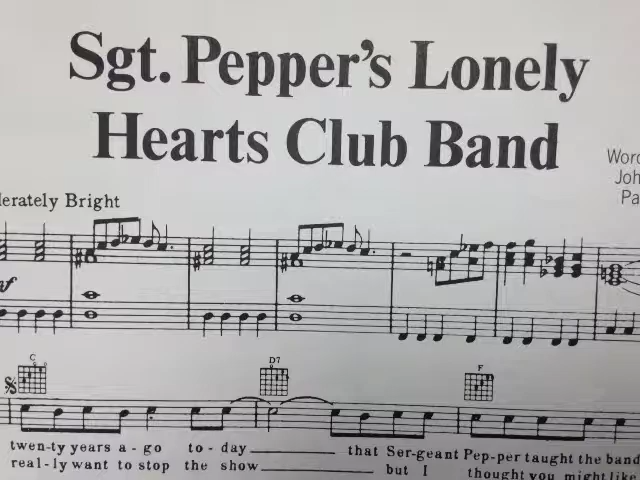 Sgt. Pepper's Lonely
Hearts Club Band
Word
Joh
Pa
derately Bright
mf
C
D7
F
twen-ty years a - go to - day that Ser-geant Pep-per taught the band
real - ly want to stop the show but I thought you might like